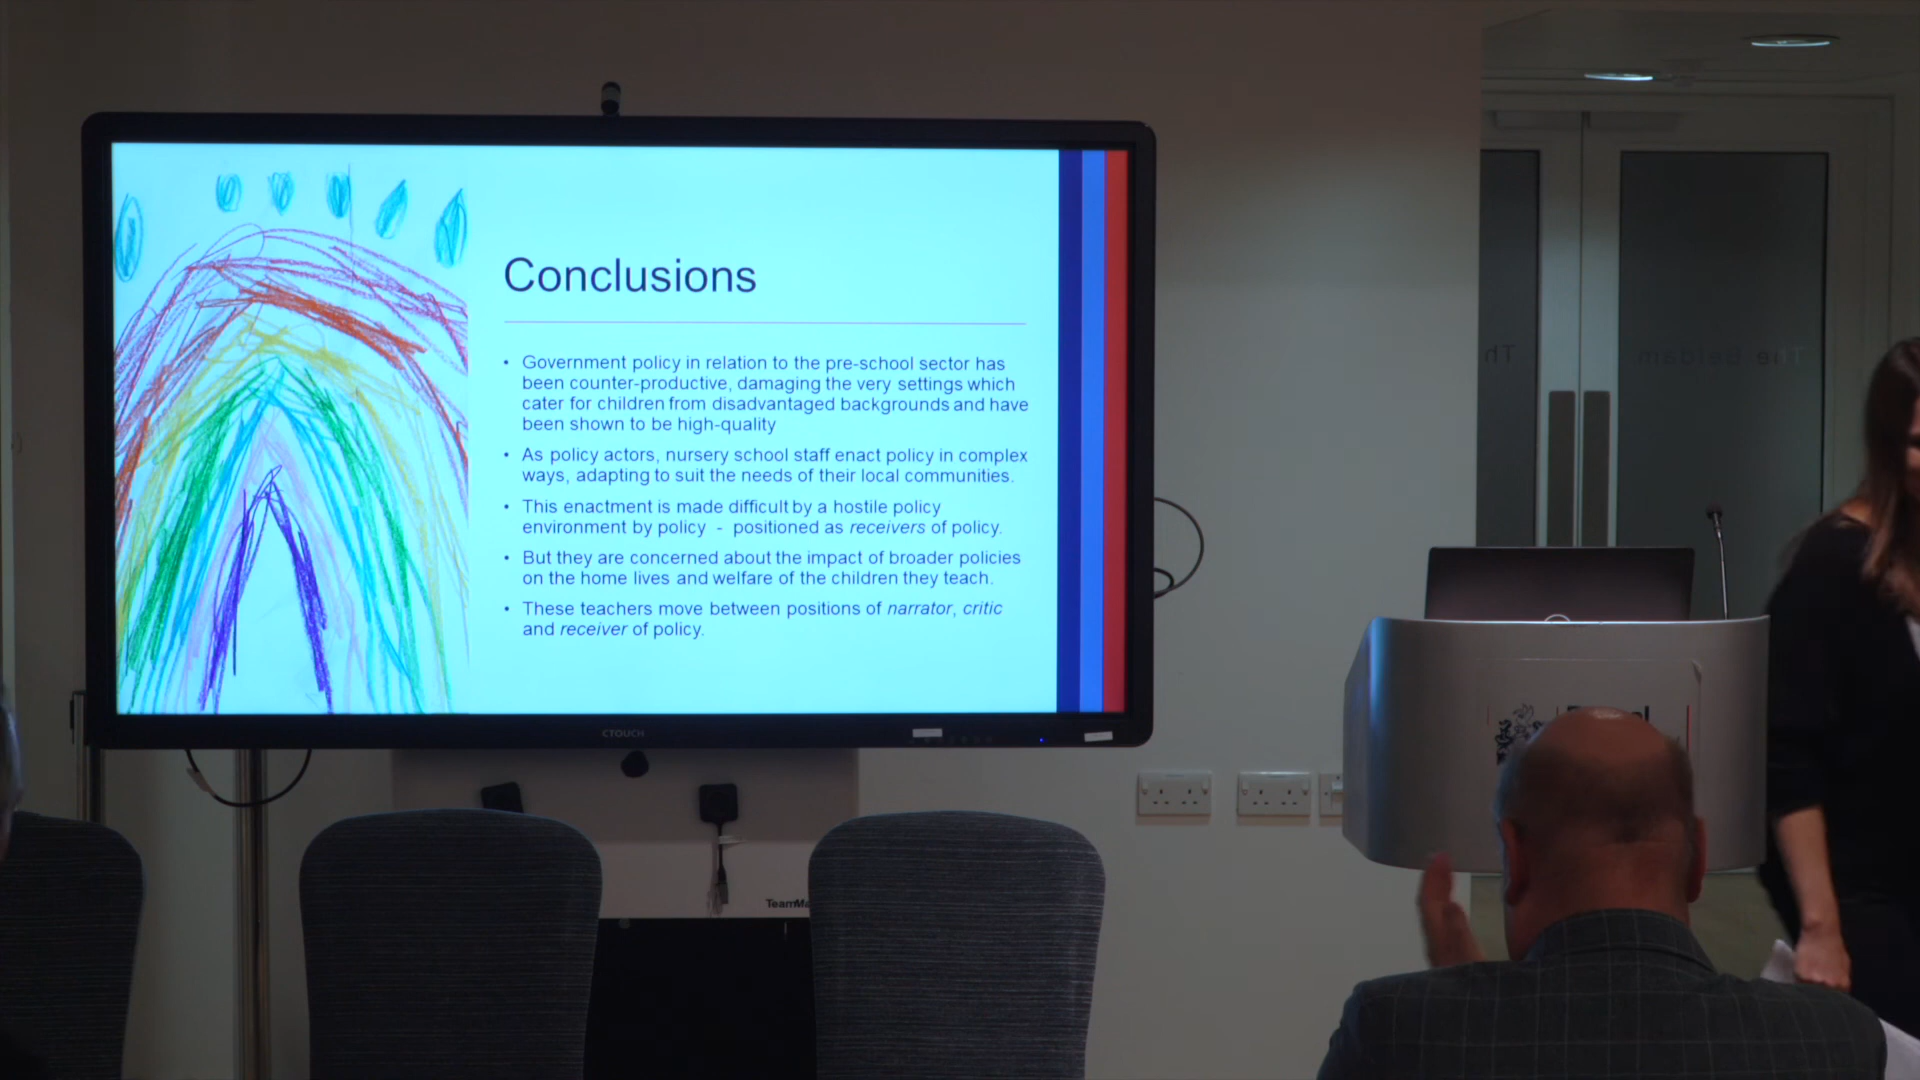 Conclusions
• Government policy in relation to the pre-school sector has
been counter-productive, damaging the very settings which
cater for children from disadvantaged backgrounds and have
been shown to be high-quality
• As policy actors, nursery school staff enact policy in complex
ways, adapting to suit the needs of their local communities.
• This enactment is made difficult by a hostile policy
environment by policy - positioned as receivers of policy.
• But they are concerned about the impact of broader policies
on the home lives and welfare of the children they teach.
• These teachers move between positions of narrator, critic
and receiver of policy.
CTOUCH